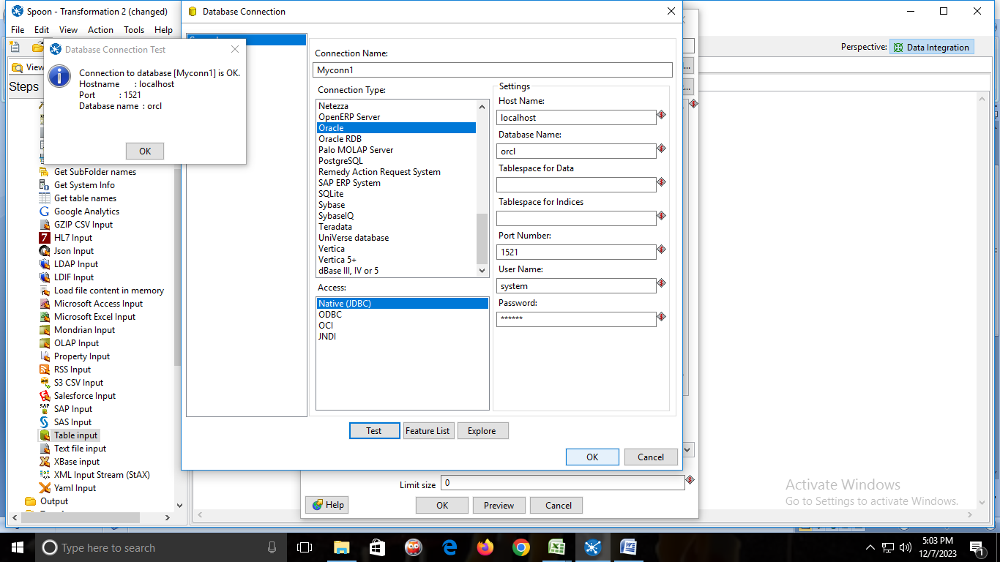 Spoon - Transformation 2 (changed)
File Edit View Action Tools Help
Perspective: Data Integration
View
Steps
Database Connection Test
Connection to database [Myconn1] is OK.
Hostname : localhost
Port : 1521
Database name : orcl
OK
Get SubFolder names
Get System Info
Get table names
Google Analytics
GZIP CSV Input
HL7 Input
Json Input
LDAP Input
LDIF Input
Load file content in memory
Microsoft Access Input
Microsoft Excel Input
Mondrian Input
OLAP Input
Property Input
RSS Input
S3 CSV Input
Salesforce Input
SAP Input
SAS Input
Table input
Text file input
XBase input
XML Input Stream (StAX)
Yaml Input
Output
Database Connection
Connection Name:
Myconn1
Connection Type:
Netezza
OpenERP Server
Oracle
Oracle RDB
Palo MOLAP Server
PostgreSQL
Remedy Action Request System
SAP ERP System
SQLite
Sybase
SybaseIQ
Teradata
UniVerse database
Vertica
Vertica 5+
dBase III, IV or 5
Access:
Native (JDBC)
ODBC
OCI
JNDI
Settings
Host Name:
localhost
Database Name:
orcl
Tablespace for Data
Tablespace for Indices
Port Number:
1521
User Name:
system
Password:
******
Test Feature List Explore
OK Cancel
Limit size 0
Help OK Preview Cancel
Activate Windows
Go to Settings to activate Windows.
Type here to search
5:03 PM
12/7/2023
1